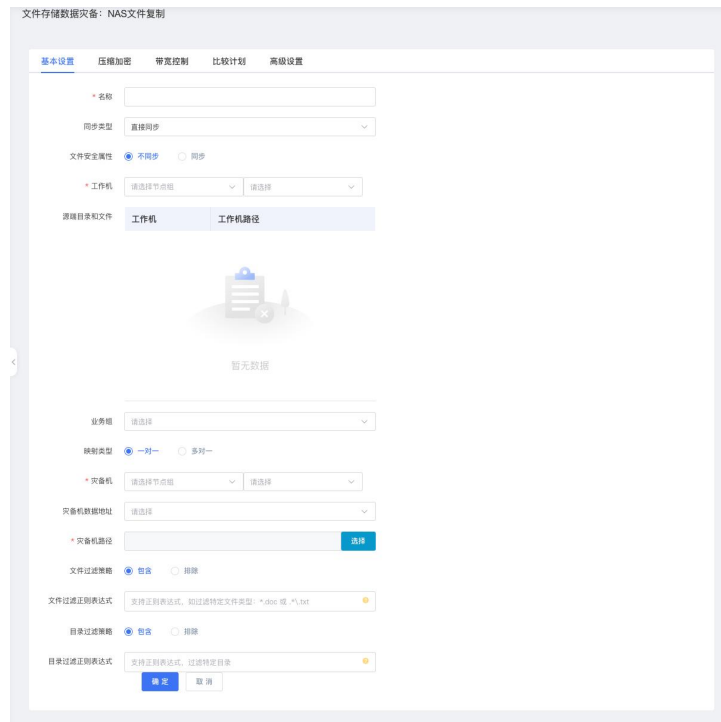 文件存储数据灾备：NAS文件复制
基本设置 压缩加密 带宽控制 比较计划 高级设置
* 名称
同步类型 直接同步
文件安全属性 不同步 同步
* 工作机 请选择节点组 请选择
源端目录和文件 工作机 工作机路径
暂无数据
业务组 请选择
映射类型 一对一 多对一
* 灾备机 请选择节点组 请选择
灾备机数据地址 请选择
* 灾备机路径 选择
文件过滤策略 包含 排除
文件过滤正则表达式 支持正则表达式，如过滤特定文件类型：*.doc 或 .*\.txt
目录过滤策略 包含 排除
目录过滤正则表达式 支持正则表达式，过滤特定目录
确 定 取 消